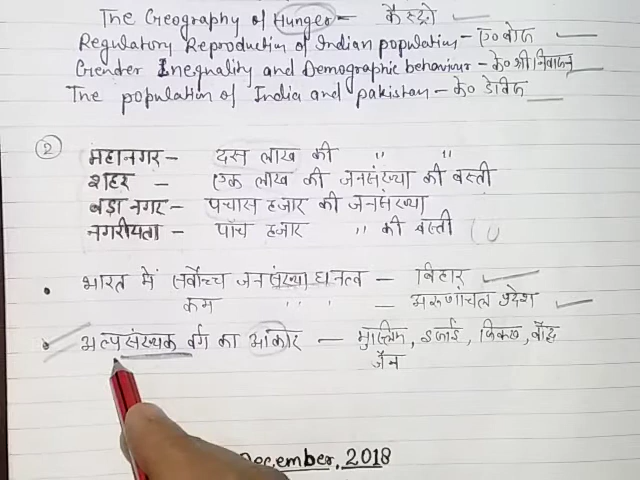 The Geography of Hunger - कैस्ट्रो
Regulatory Reproduction of Indian population - ए० बोज
Gender Inequality and Demographic behaviour - के० श्री निवासन
The population of India and pakistan - के० डेविज
2
महानगर - दस लाख की " "
शहर - एक लाख की जनसंख्या की बस्ती
बड़ा नगर - पचास हजार की जनसंख्या
नगरीयता - पाँच हजार " की बस्ती
भारत में सर्वोच्च जनसंख्या घनत्व - बिहार
कम " " - अरुणांचल प्रदेश
अल्पसंख्यक वर्ग का आकार - मुस्लिम, इसाई, सिक्ख, बौद्ध
जैन
December, 2018